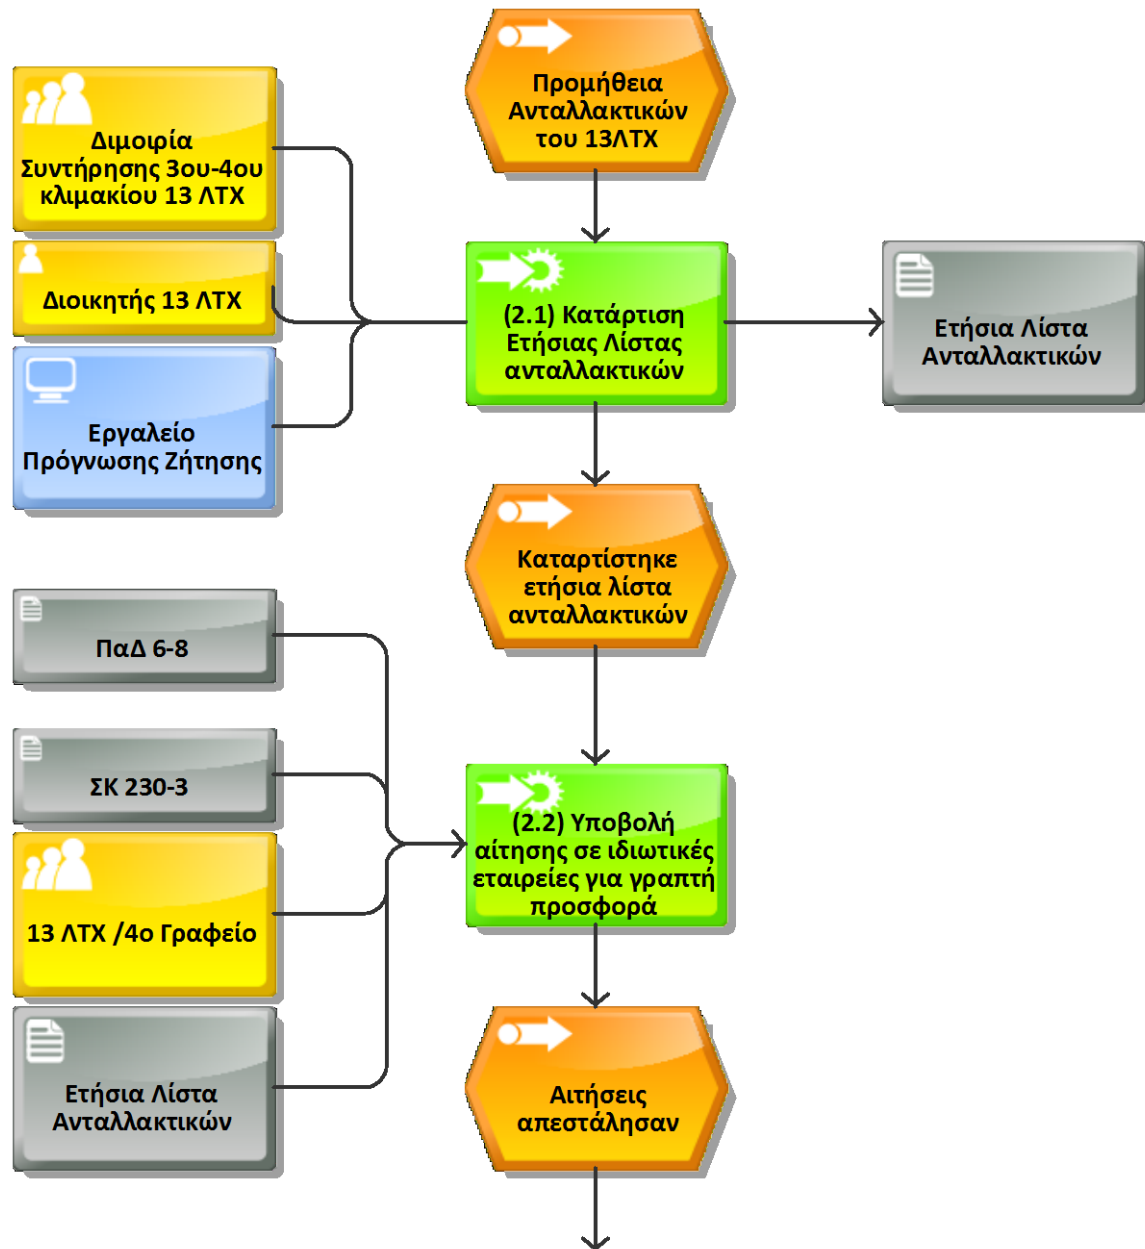 Προμήθεια
Ανταλλακτικών
του 13ΛΤΧ
Διμοιρία
Συντήρησης 3ου-4ου
κλιμακίου 13 ΛΤΧ
Διοικητής 13 ΛΤΧ
Εργαλείο
Πρόγνωσης Ζήτησης
(2.1) Κατάρτιση
Ετήσιας Λίστας
ανταλλακτικών
Ετήσια Λίστα
Ανταλλακτικών
Καταρτίστηκε
ετήσια λίστα
ανταλλακτικών
ΠαΔ 6-8
ΣΚ 230-3
13 ΛΤΧ /4ο Γραφείο
Ετήσια Λίστα
Ανταλλακτικών
(2.2) Υποβολή
αίτησης σε ιδιωτικές
εταιρείες για γραπτή
προσφορά
Αιτήσεις
απεστάλησαν